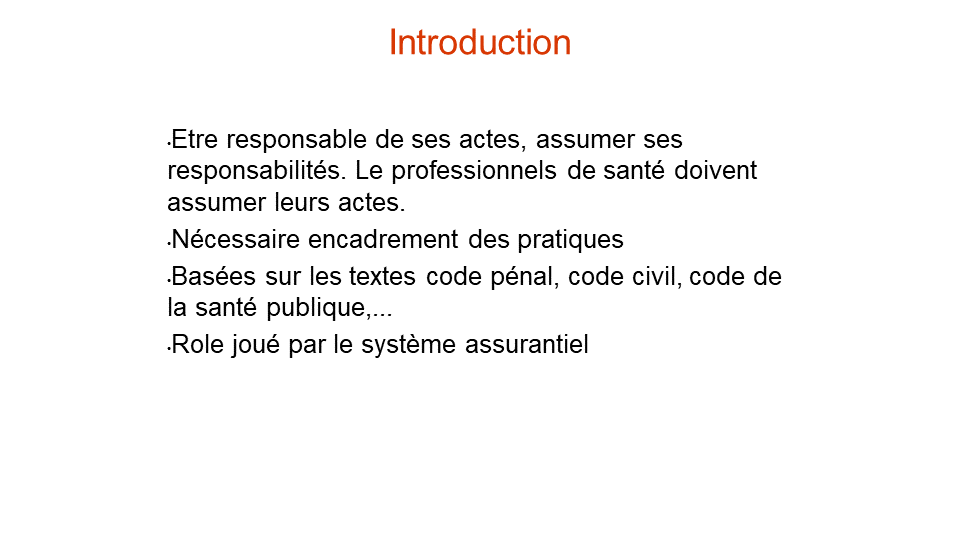 Introduction
•Etre responsable de ses actes, assumer ses
responsabilités. Le professionnels de santé doivent
assumer leurs actes.
•Nécessaire encadrement des pratiques
•Basées sur les textes code pénal, code civil, code de
la santé publique,...
•Role joué par le système assurantiel